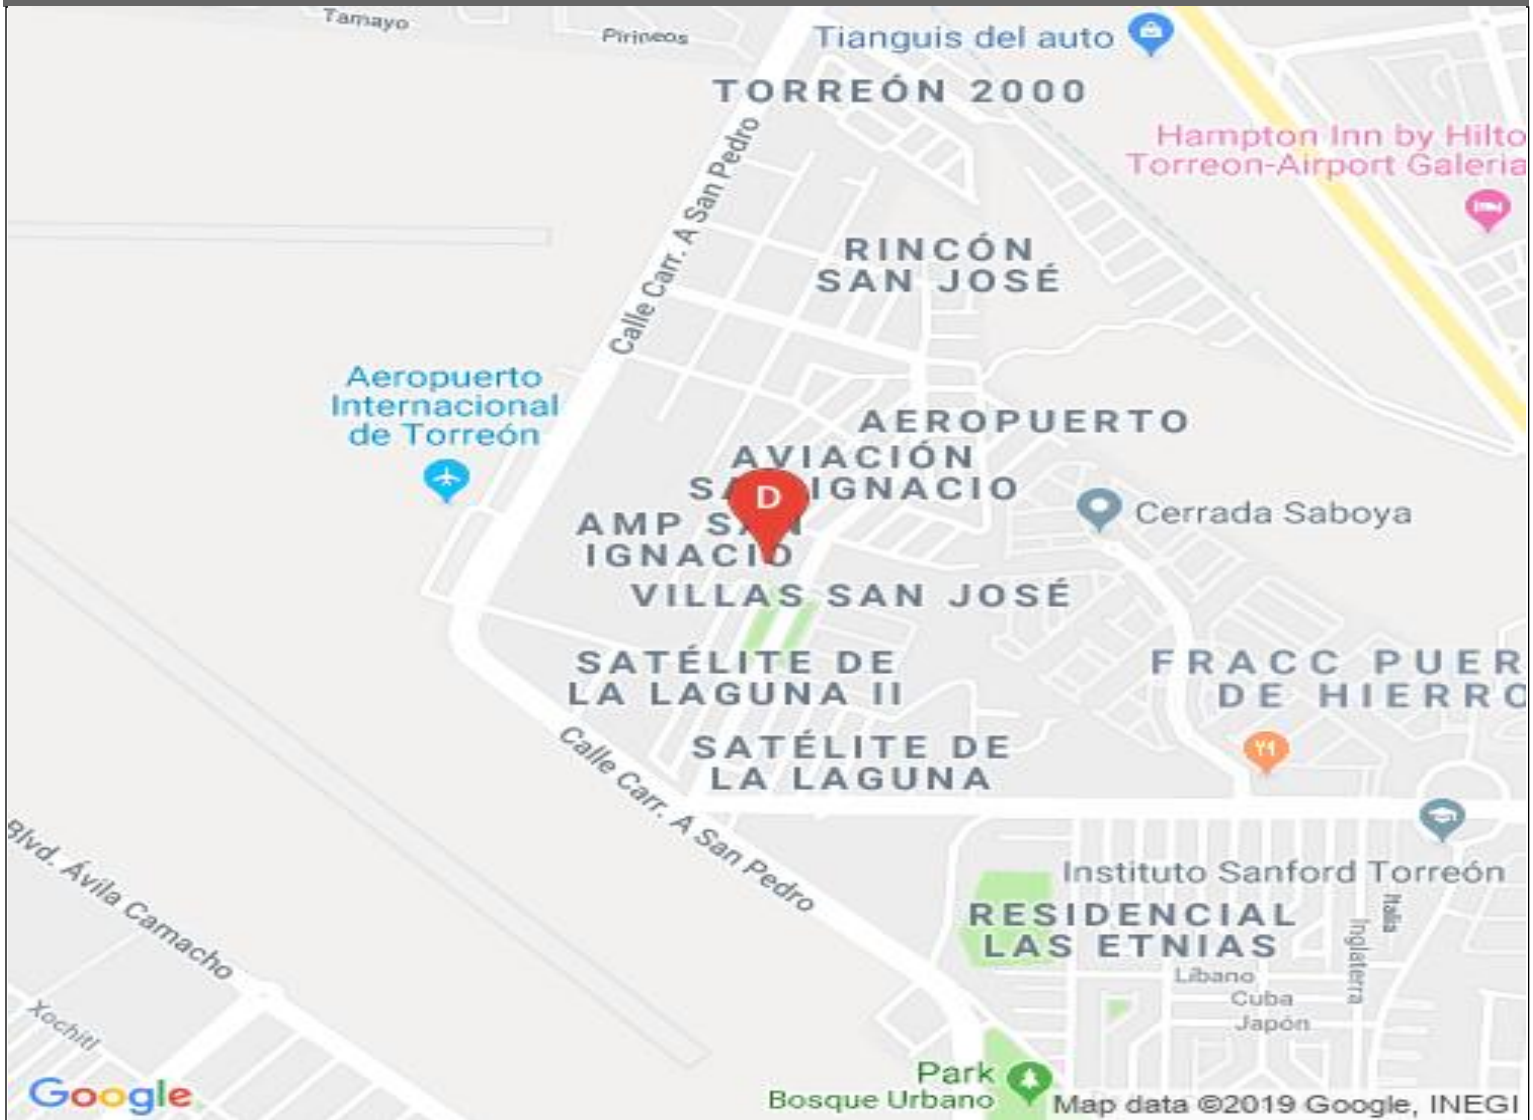 Tamayo
Pirineos
Tianguis del auto
TORREÓN 2000
Hampton Inn by Hilto
Torreon-Airport Galeria
Calle Carr. A San Pedro
RINCÓN
SAN JOSÉ
Aeropuerto
Internacional
de Torreón
AEROPUERTO
AVIACIÓN
SAN IGNACIO
D
AMP SAN
IGNACIO
Cerrada Saboya
VILLAS SAN JOSÉ
SATÉLITE DE
LA LAGUNA II
FRACC PUER
DE HIERRO
SATÉLITE DE
LA LAGUNA
Calle Carr. A San Pedro
Blvd. Ávila Camacho
Instituto Sanford Torreón
RESIDENCIAL
LAS ETNIAS
Italia
Inglaterra
Líbano
Cuba
Japón
Xochitl
Park
Bosque Urbano
Google
Map data ©2019 Google, INEGI